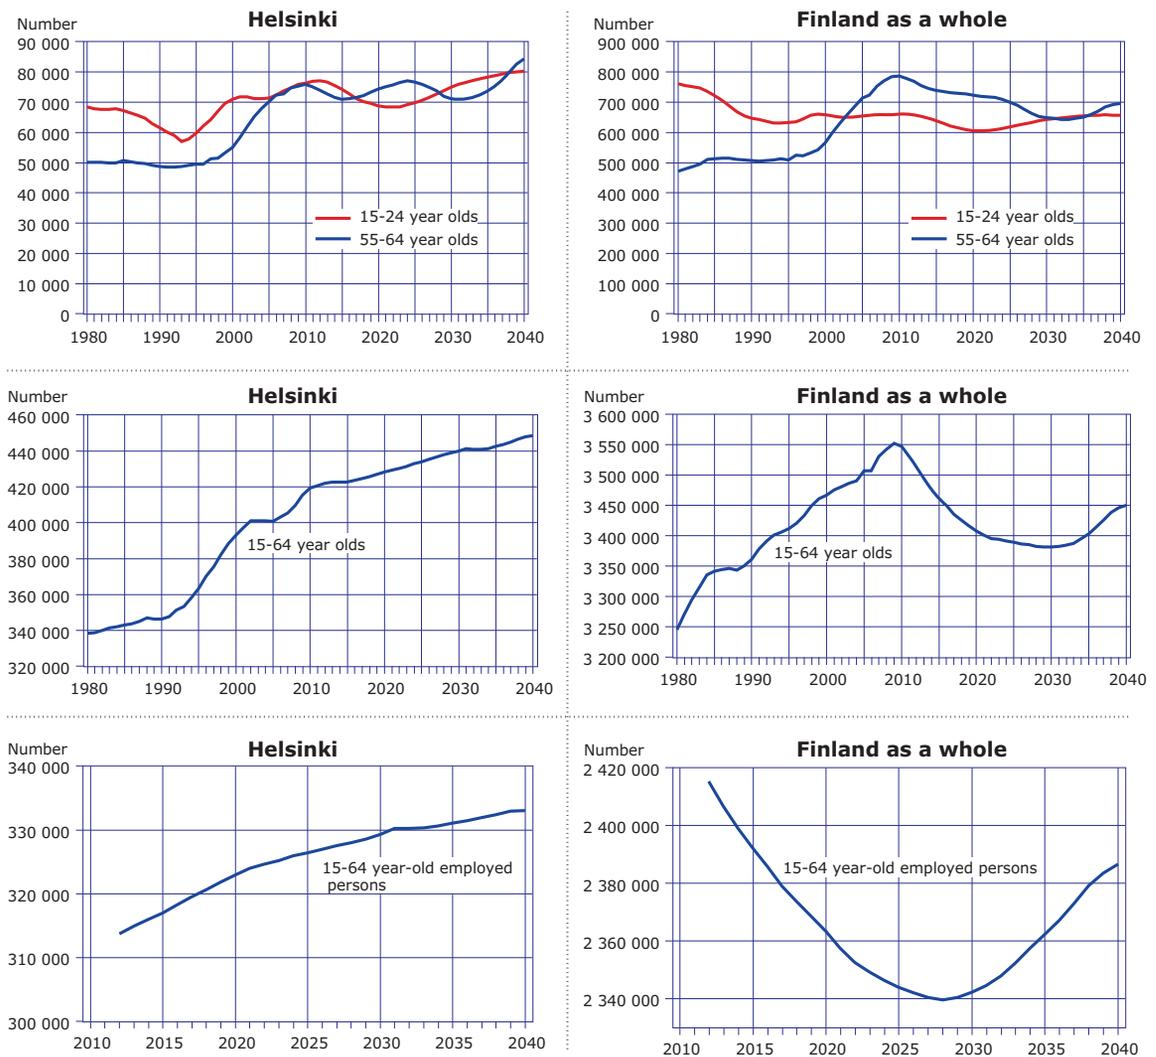 Helsinki
Number
90 000
80 000
70 000
60 000
50 000
40 000
30 000
20 000
10 000
0
15-24 year olds
55-64 year olds
1980 1990 2000 2010 2020 2030 2040
Finland as a whole
Number
900 000
800 000
700 000
600 000
500 000
400 000
300 000
200 000
100 000
0
15-24 year olds
55-64 year olds
1980 1990 2000 2010 2020 2030 2040
Helsinki
Number
460 000
440 000
420 000
400 000
380 000
360 000
340 000
320 000
15-64 year olds
1980 1990 2000 2010 2020 2030 2040
Finland as a whole
Number
3 600 000
3 550 000
3 500 000
3 450 000
3 400 000
3 350 000
3 300 000
3 250 000
3 200 000
15-64 year olds
1980 1990 2000 2010 2020 2030 2040
Helsinki
Number
340 000
330 000
320 000
310 000
300 000
15-64 year-old employed
persons
2010 2015 2020 2025 2030 2035 2040
Finland as a whole
Number
2 420 000
2 400 000
2 380 000
2 360 000
2 340 000
15-64 year-old employed persons
2010 2015 2020 2025 2030 2035 2040